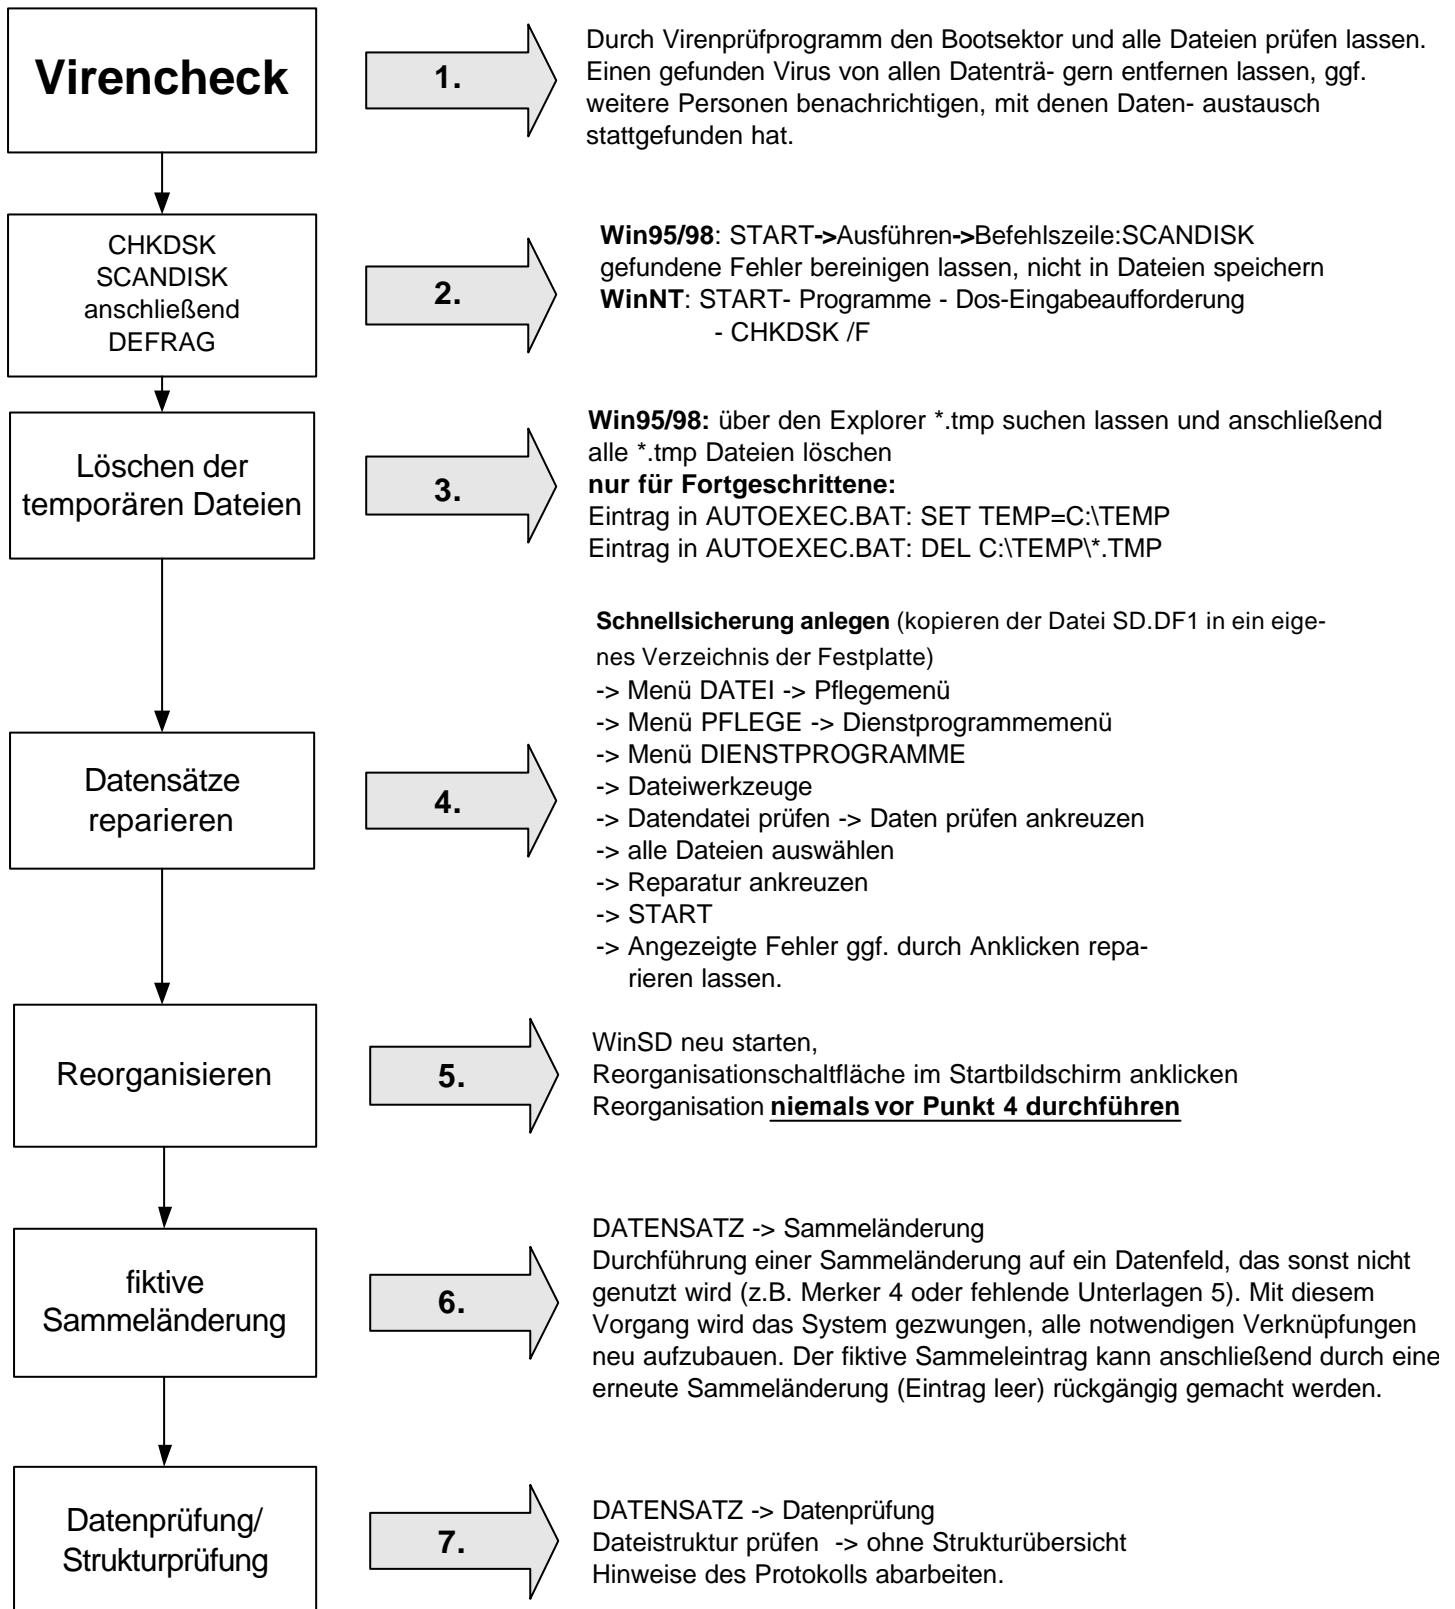 Virencheck
1.
Durch Virenprüfprogramm den Bootsektor und alle Dateien prüfen lassen.
Einen gefunden Virus von allen Datenträ- gern entfernen lassen, ggf.
weitere Personen benachrichtigen, mit denen Daten- austausch
stattgefunden hat.
CHKDSK
SCANDISK
anschließend
DEFRAG
2.
Win95/98: START->Ausführen->Befehlszeile:SCANDISK
gefundene Fehler bereinigen lassen, nicht in Dateien speichern
WinNT: START- Programme - Dos-Eingabeaufforderung
- CHKDSK /F
Löschen der
temporären Dateien
3.
Win95/98: über den Explorer *.tmp suchen lassen und anschließend
alle *.tmp Dateien löschen
nur für Fortgeschrittene:
Eintrag in AUTOEXEC.BAT: SET TEMP=C:\TEMP
Eintrag in AUTOEXEC.BAT: DEL C:\TEMP\*.TMP
Datensätze
reparieren
4.
Schnellsicherung anlegen (kopieren der Datei SD.DF1 in ein eige-
nes Verzeichnis der Festplatte)
-> Menü DATEI -> Pflegemenü
-> Menü PFLEGE -> Dienstprogrammemenü
-> Menü DIENSTPROGRAMME
-> Dateiwerkzeuge
-> Datendatei prüfen -> Daten prüfen ankreuzen
-> alle Dateien auswählen
-> Reparatur ankreuzen
-> START
-> Angezeigte Fehler ggf. durch Anklicken repa-
rieren lassen.
Reorganisieren
5.
WinSD neu starten,
Reorganisationschaltfläche im Startbildschirm anklicken
Reorganisation niemals vor Punkt 4 durchführen
fiktive
Sammeländerung
6.
DATENSATZ -> Sammeländerung
Durchführung einer Sammeländerung auf ein Datenfeld, das sonst nicht
genutzt wird (z.B. Merker 4 oder fehlende Unterlagen 5). Mit diesem
Vorgang wird das System gezwungen, alle notwendigen Verknüpfungen
neu aufzubauen. Der fiktive Sammeleintrag kann anschließend durch eine
erneute Sammeländerung (Eintrag leer) rückgängig gemacht werden.
Datenprüfung/
Strukturprüfung
7.
DATENSATZ -> Datenprüfung
Dateistruktur prüfen -> ohne Strukturübersicht
Hinweise des Protokolls abarbeiten.